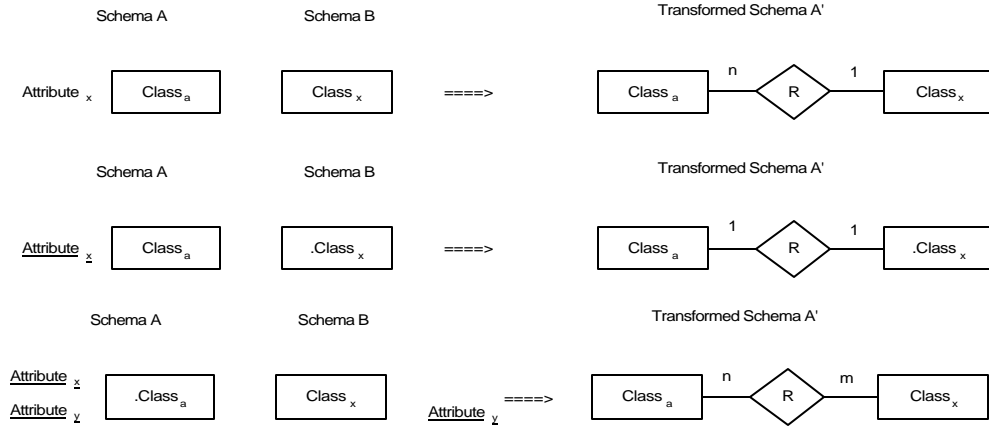 Schema A Schema B Transformed Schema A'
n 1
Attribute x Class a Class x ====> Class a R Class x
Schema A Schema B Transformed Schema A'
1 1
Attribute x Class a .Class x ====> Class a R .Class x
Schema A Schema B Transformed Schema A'
Attribute x n m
.Class a Class x ====> Class a R Class x
Attribute y Attribute y